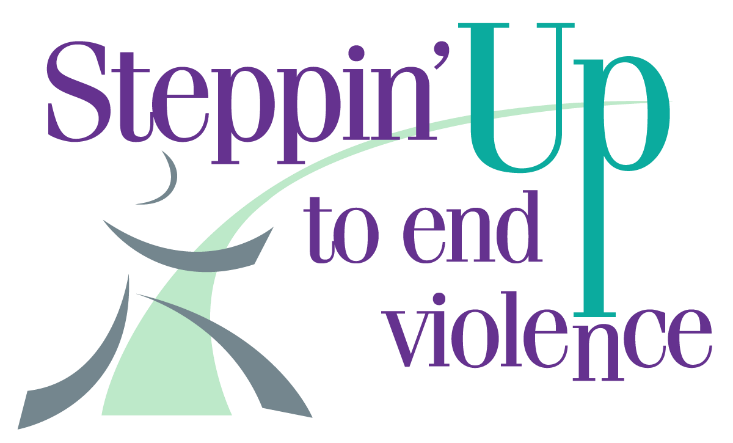 Steppin’ Up
to end
violence